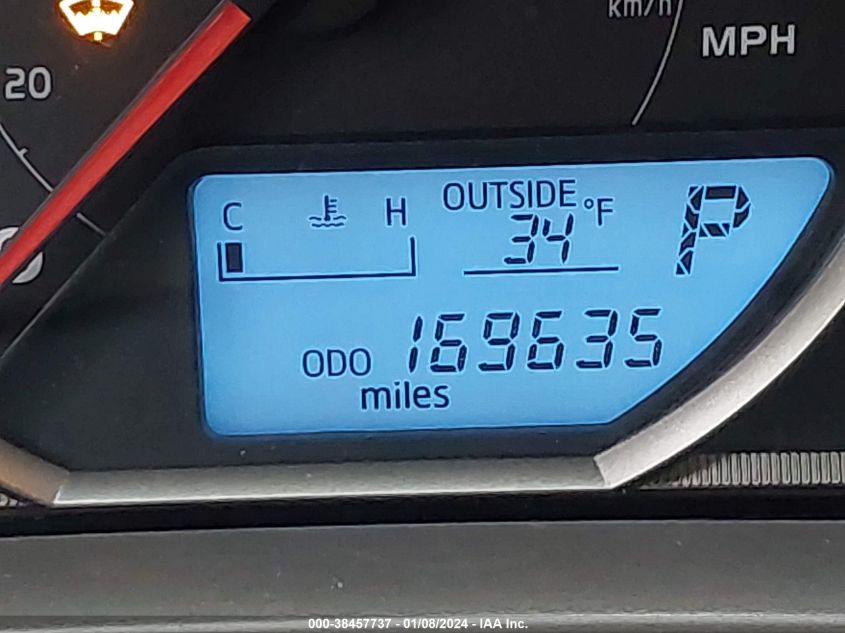 km/h
MPH
20
C H OUTSIDE °F
34
P
ODO 169635
miles
000-38457737 - 01/08/2024 - IAA Inc.